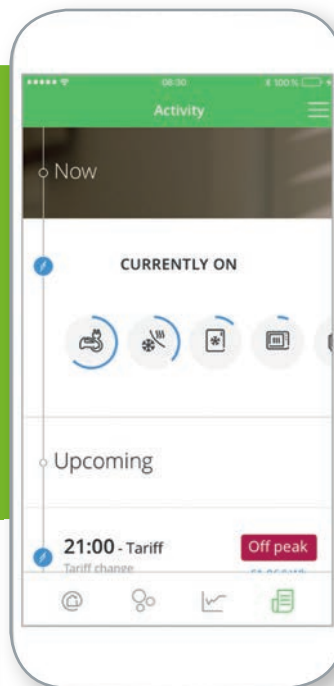 08:30
100%
Activity
Now
CURRENTLY ON
Upcoming
21:00 - Tariff
Off peak
Tariff change